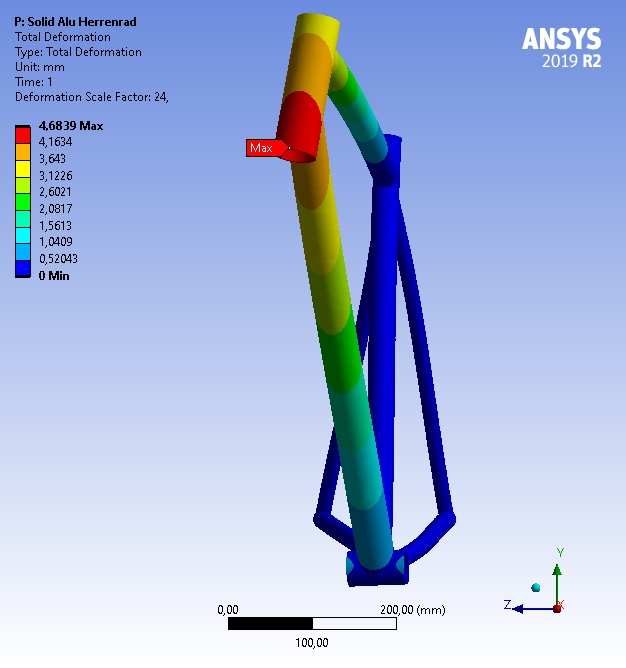 P: Solid Alu Herrenrad
Total Deformation
Type: Total Deformation
Unit: mm
Time: 1
Deformation Scale Factor: 24,
ANSYS
2019 R2
4,6839 Max
4,1634
3,643
3,1226
2,6021
2,0817
1,5613
1,0409
0,52043
0 Min
Max
Y
Z
X
0,00
200,00 (mm)
100,00